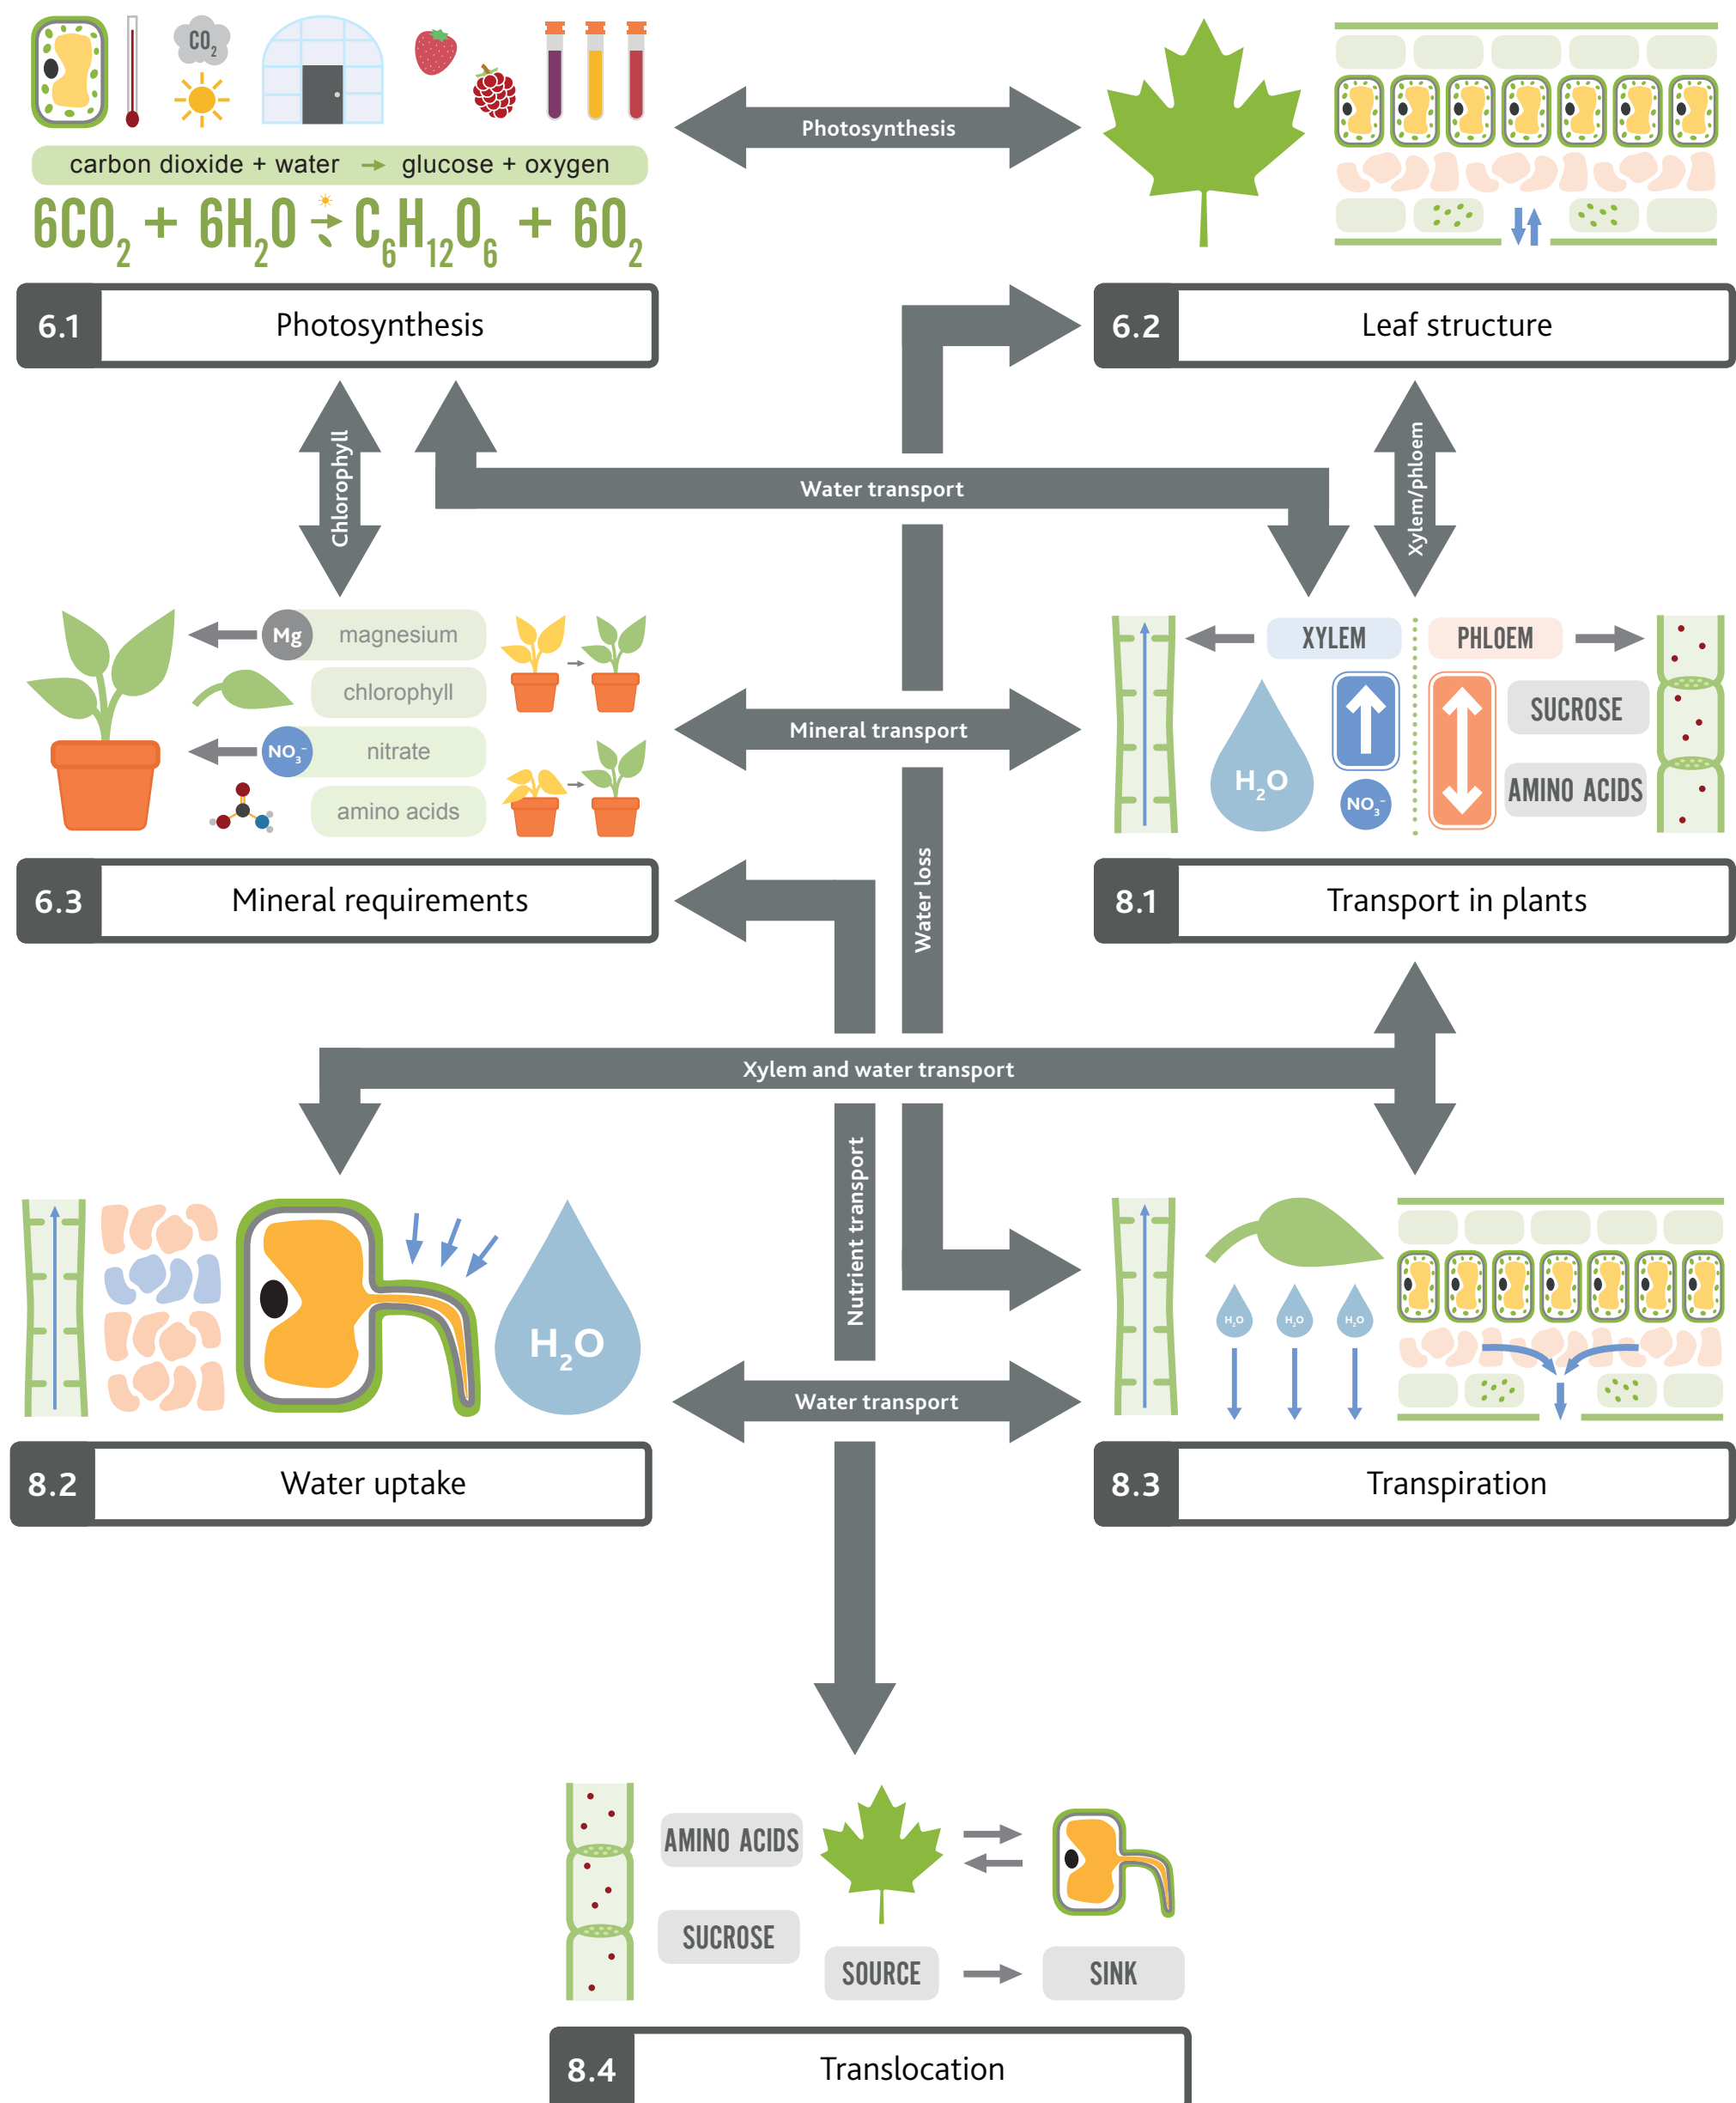 CO₂
carbon dioxide + water → glucose + oxygen
6CO₂ + 6H₂O → C₆H₁₂O₆ + 6O₂
Photosynthesis
6.1 Photosynthesis
6.2 Leaf structure
Chlorophyll
Water transport
Xylem/phloem
Mg magnesium
chlorophyll
NO₃⁻ nitrate
amino acids
Mineral transport
XYLEM
PHLOEM
H₂O
NO₃⁻
SUCROSE
AMINO ACIDS
6.3 Mineral requirements
Water loss
8.1 Transport in plants
Xylem and water transport
H₂O
Nutrient transport
H₂O H₂O H₂O
Water transport
8.2 Water uptake
8.3 Transpiration
AMINO ACIDS
SUCROSE
SOURCE → SINK
8.4 Translocation